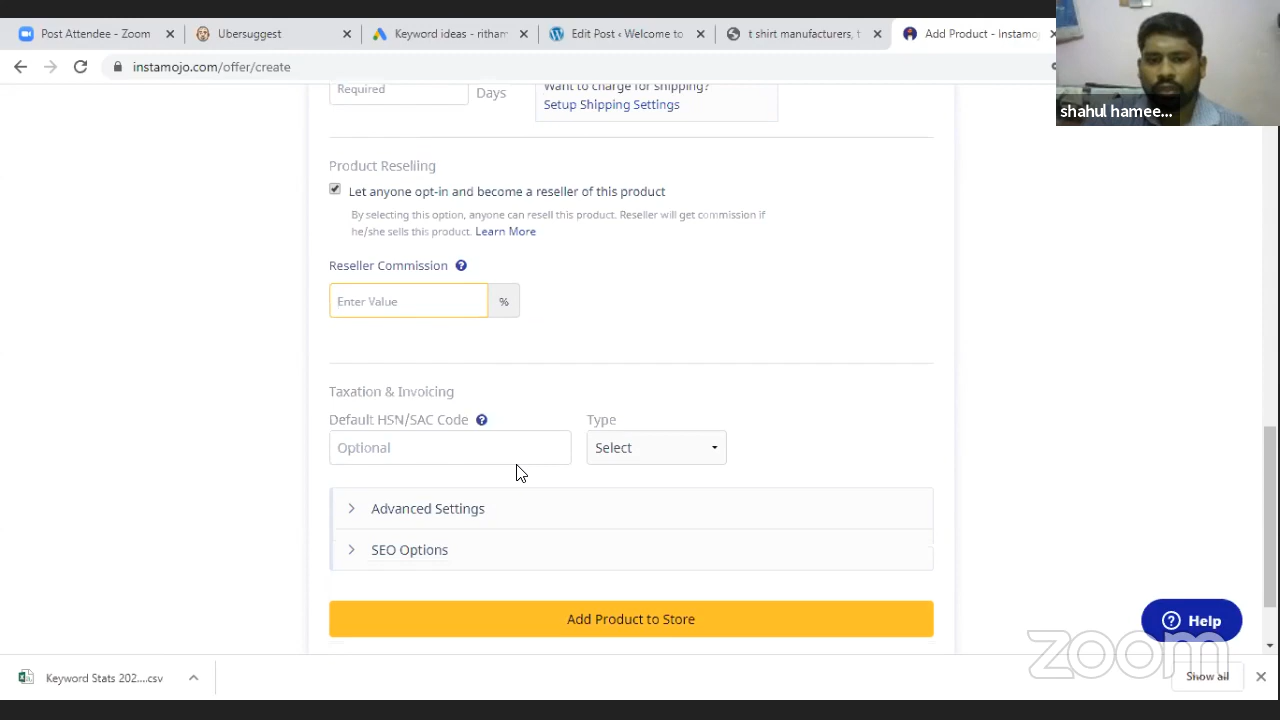 Post Attendee - Zoom
Ubersuggest
Keyword ideas - ritham
Edit Post ‹ Welcome to
t shirt manufacturers, t
Add Product - Instamojo
instamojo.com/offer/create
Required
Days
Want to charge for shipping?
Setup Shipping Settings
shahul hamee...
Product Reselling
Let anyone opt-in and become a reseller of this product
By selecting this option, anyone can resell this product. Reseller will get commission if
he/she sells this product. Learn More
Reseller Commission ?
Enter Value
%
Taxation & Invoicing
Default HSN/SAC Code ?
Type
Optional
Select
Advanced Settings
SEO Options
Add Product to Store
? Help
zoom
Keyword Stats 202....csv
Show all